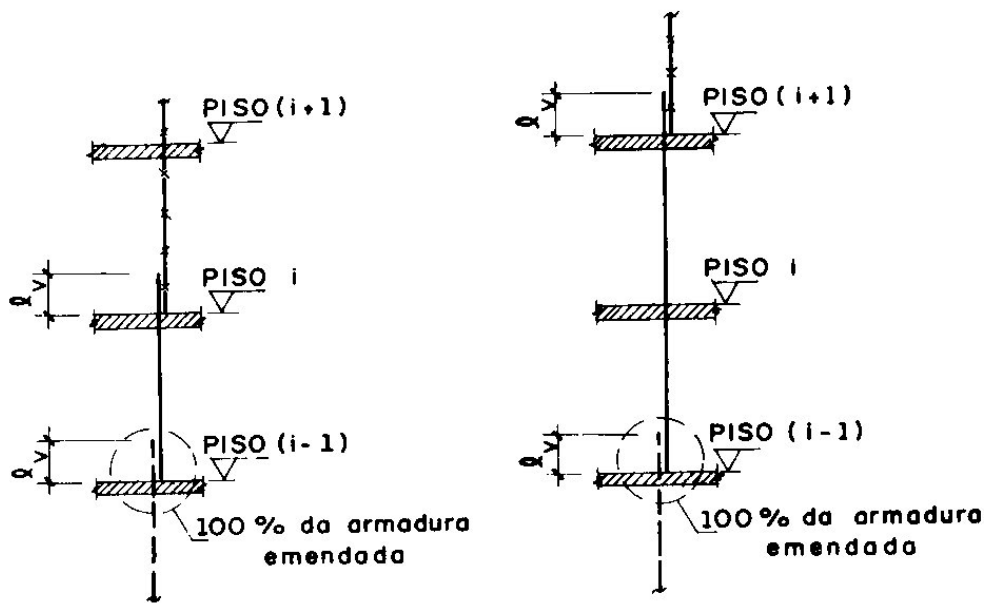 PISO (i+1)
ℓv
PISO i
ℓv
PISO (i-1)
ℓv
100 % da armadura
emendada
PISO (i+1)
ℓv
PISO i
PISO (i-1)
ℓv
100 % da armadura
emendada